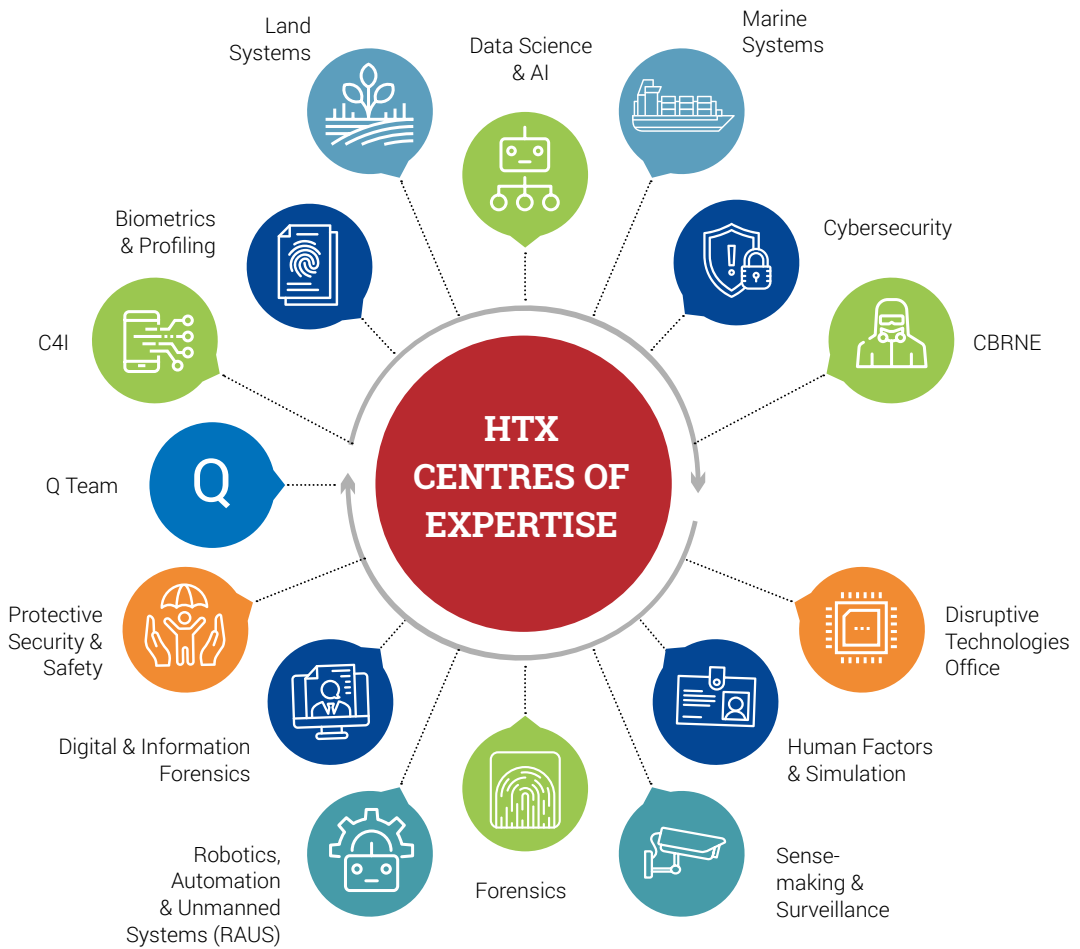 Land
Systems
Data Science
& AI
Marine
Systems
Biometrics
& Profiling
Cybersecurity
C4I
CBRNE
HTX
CENTRES OF
EXPERTISE
Q Team
Q
Protective
Security &
Safety
Disruptive
Technologies
Office
Digital & Information
Forensics
Human Factors
& Simulation
Robotics,
Automation
& Unmanned
Systems (RAUS)
Forensics
Sense-
making &
Surveillance